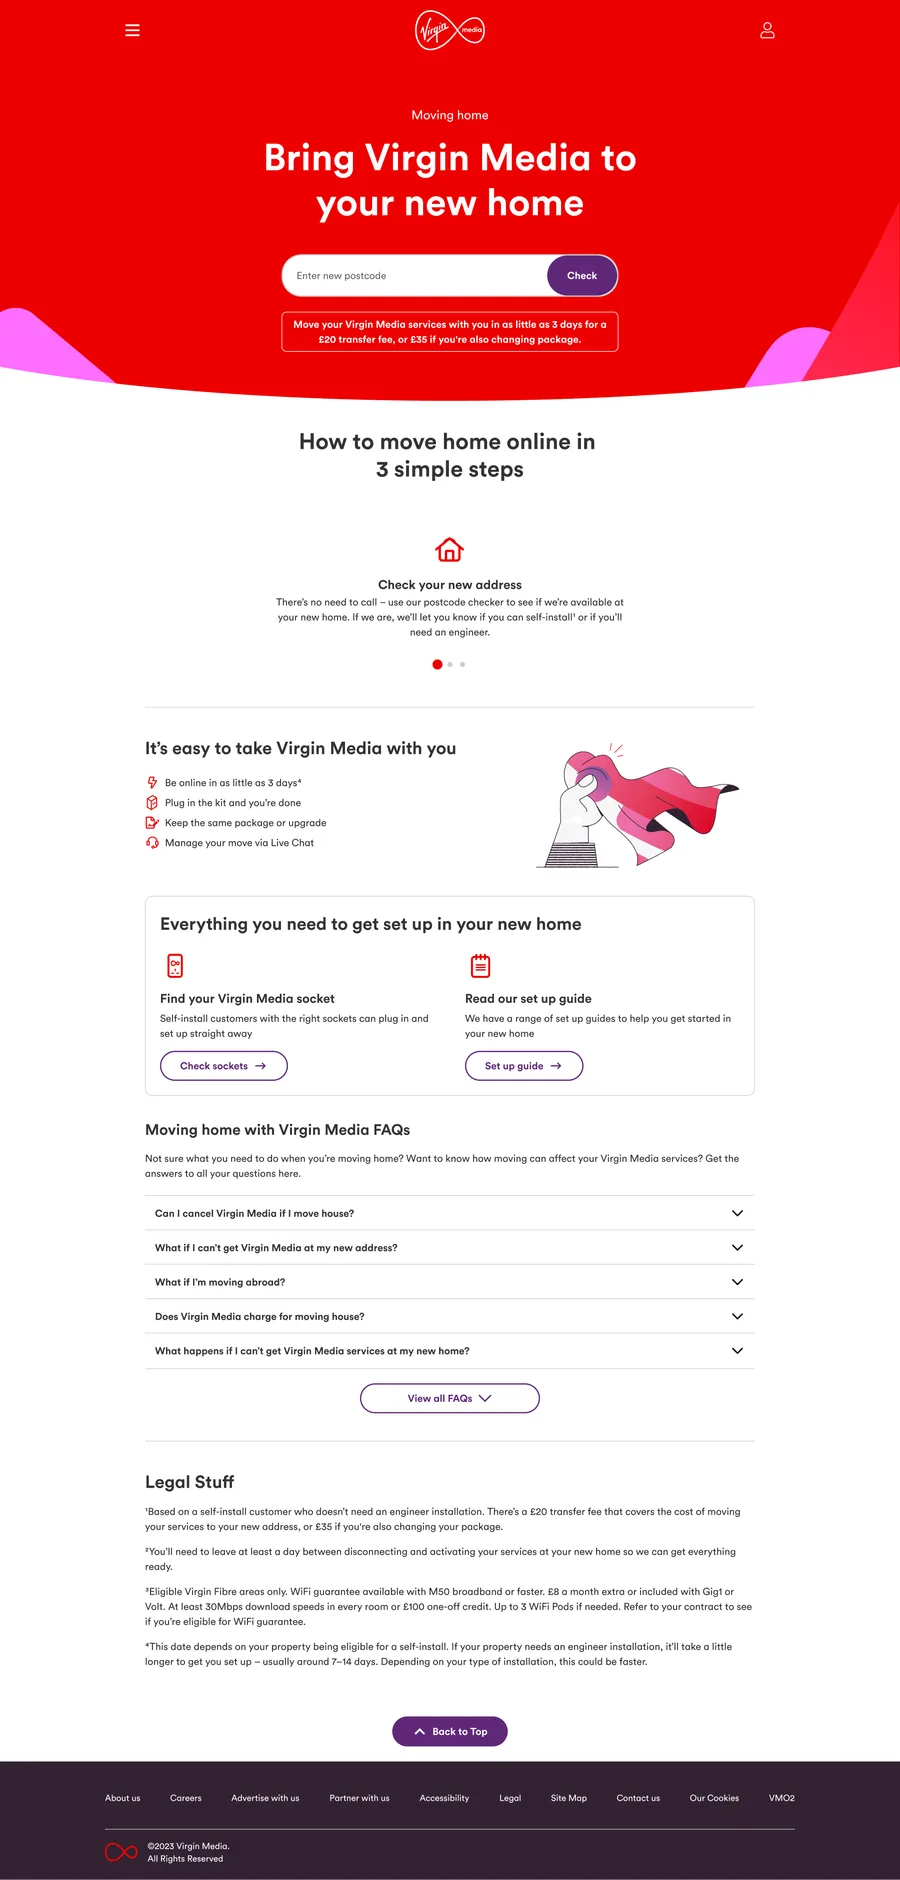 Virgin media
Moving home
Bring Virgin Media to
your new home
Enter new postcode
Check
Move your Virgin Media services with you in as little as 3 days for a
£20 transfer fee, or £35 if you're also changing package.
How to move home online in
3 simple steps
Check your new address
There's no need to call – use our postcode checker to see if we're available at
your new home. If we are, we'll let you know if you can self-install¹ or if you'll
need an engineer.
It's easy to take Virgin Media with you
Be online in as little as 3 days⁴
Plug in the kit and you're done
Keep the same package or upgrade
Manage your move via Live Chat
Everything you need to get set up in your new home
Find your Virgin Media socket
Self-install customers with the right sockets can plug in and
set up straight away
Check sockets
Read our set up guide
We have a range of set up guides to help you get started in
your new home
Set up guide
Moving home with Virgin Media FAQs
Not sure what you need to do when you're moving home? Want to know how moving can affect your Virgin Media services? Get the
answers to all your questions here.
Can I cancel Virgin Media if I move house?
What if I can't get Virgin Media at my new address?
What if I'm moving abroad?
Does Virgin Media charge for moving house?
What happens if I can't get Virgin Media services at my new home?
View all FAQs
Legal Stuff
¹Based on a self-install customer who doesn't need an engineer installation. There's a £20 transfer fee that covers the cost of moving
your services to your new address, or £35 if you're also changing your package.
²You'll need to leave at least a day between disconnecting and activating your services at your new home so we can get everything
ready.
³Eligible Virgin Fibre areas only. WiFi guarantee available with M50 broadband or faster. £8 a month extra or included with Gig1 or
Volt. At least 30Mbps download speeds in every room or £100 one-off credit. Up to 3 WiFi Pods if needed. Refer to your contract to see
if you're eligible for WiFi guarantee.
⁴This date depends on your property being eligible for a self-install. If your property needs an engineer installation, it'll take a little
longer to get you set up – usually around 7–14 days. Depending on your type of installation, this could be faster.
Back to Top
About us
Careers
Advertise with us
Partner with us
Accessibility
Legal
Site Map
Contact us
Our Cookies
VMO2
©2023 Virgin Media.
All Rights Reserved